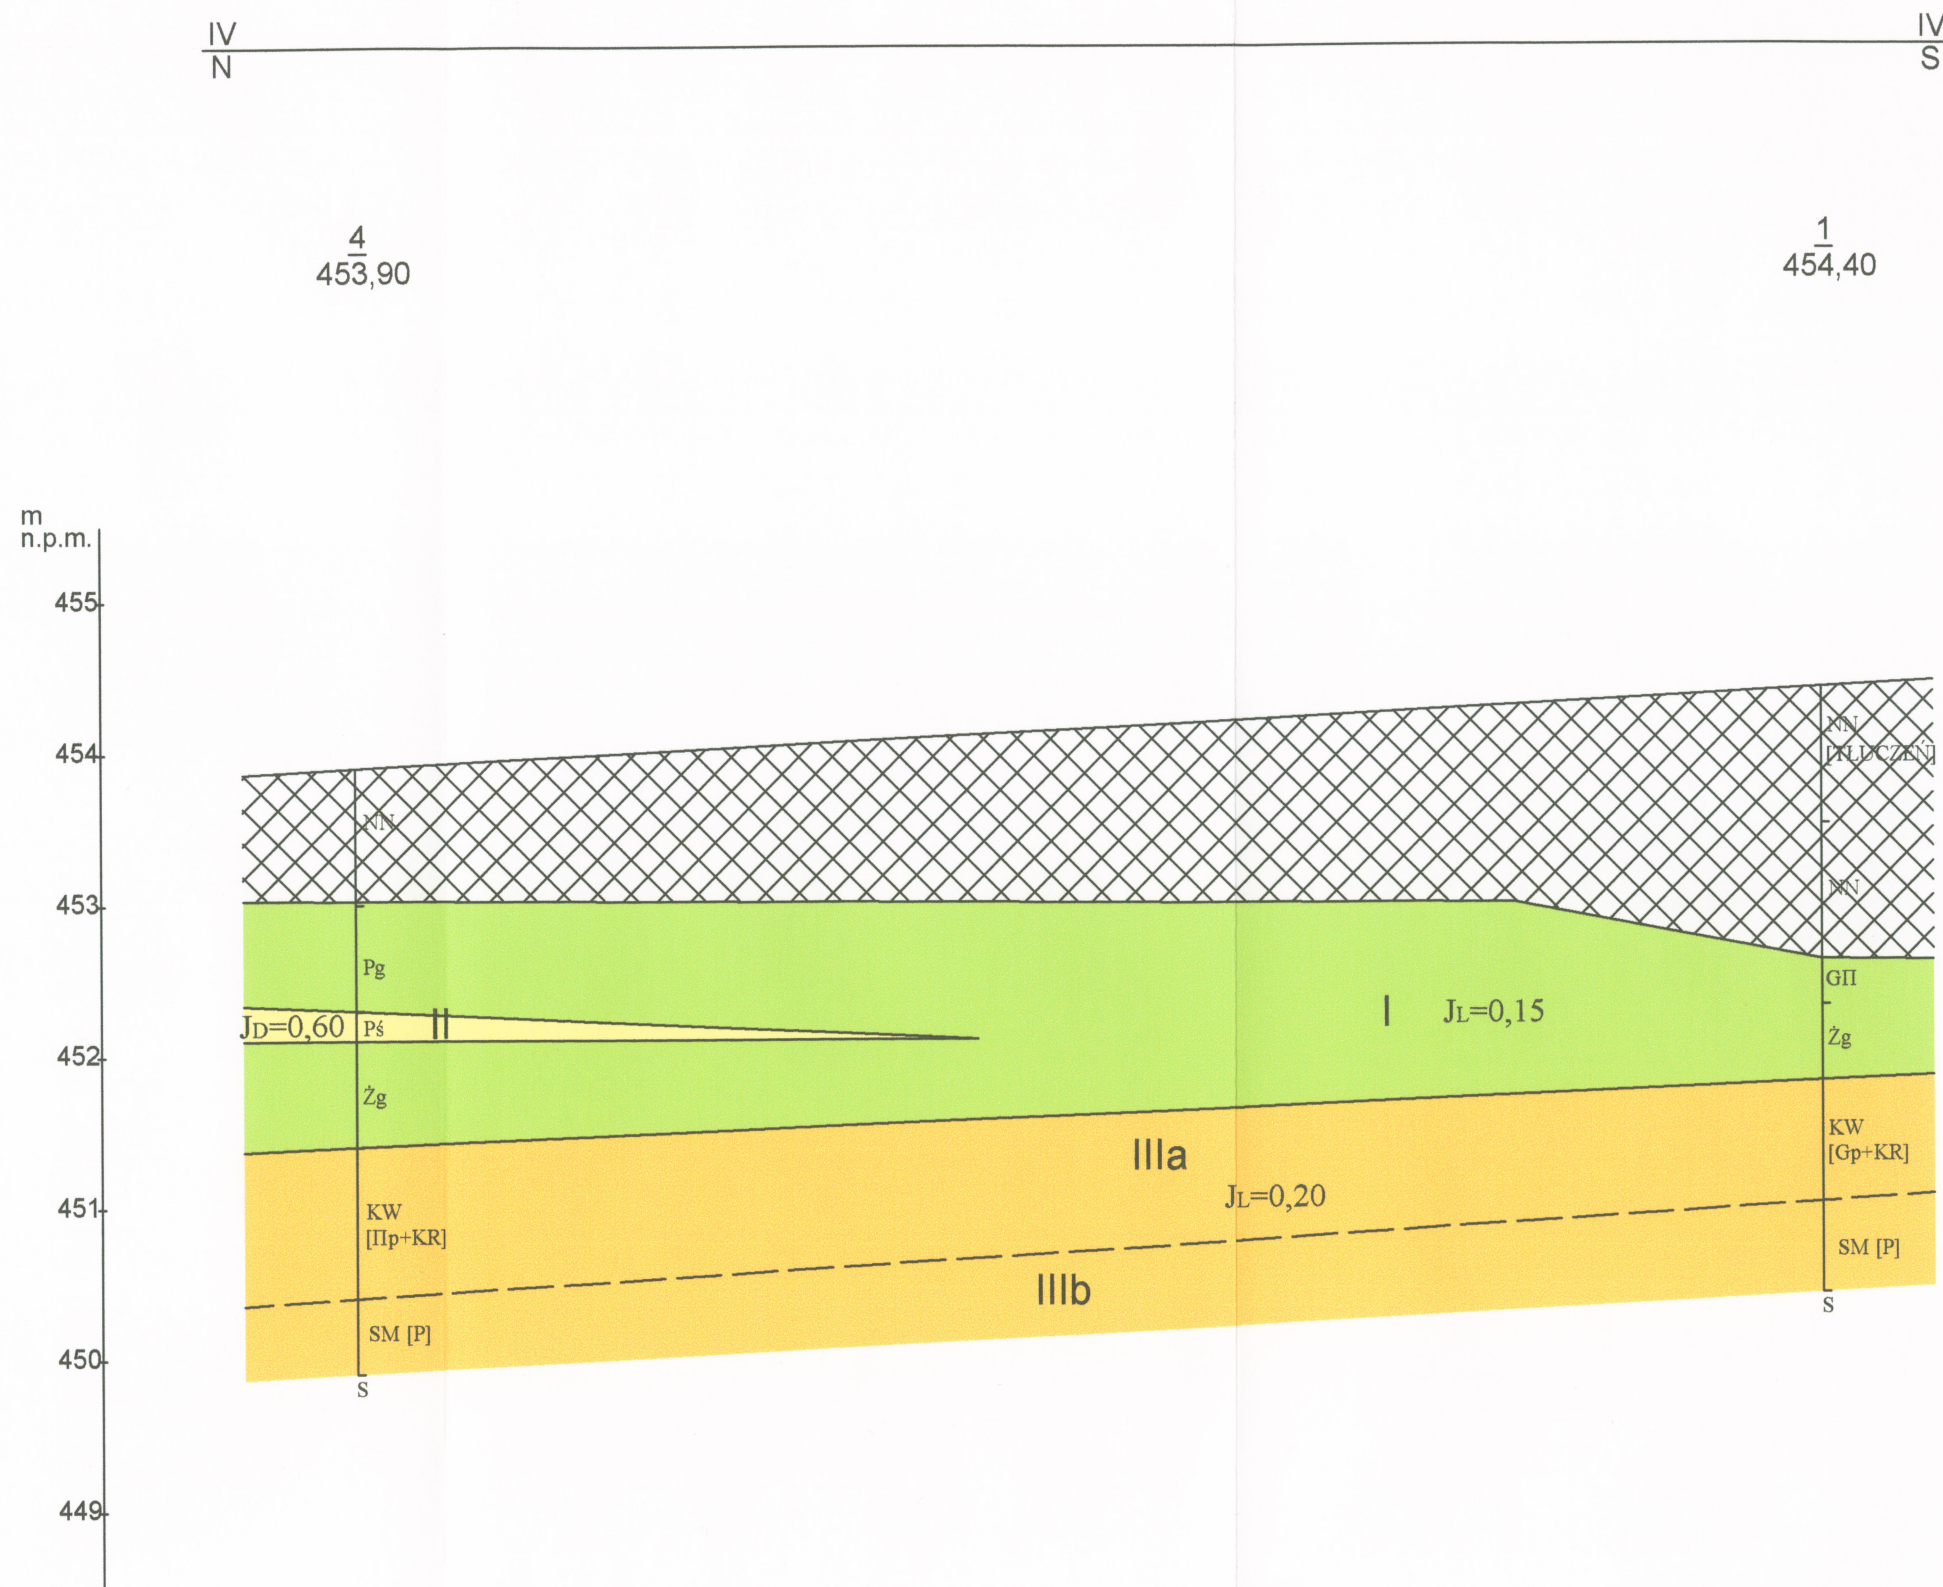 IV
IV
N
S
4
453,90
1
454,40
m
n.p.m.
455
454
453
452
451
450
449
NN
Pg
JD=0,60
Pś
II
Żg
KW
[Πp+KR]
SM [P]
S
I
JL=0,15
IIIa
JL=0,20
IIIb
NN
[TŁUCZEŃ]
NN
GΠ
Żg
KW
[Gp+KR]
SM [P]
S